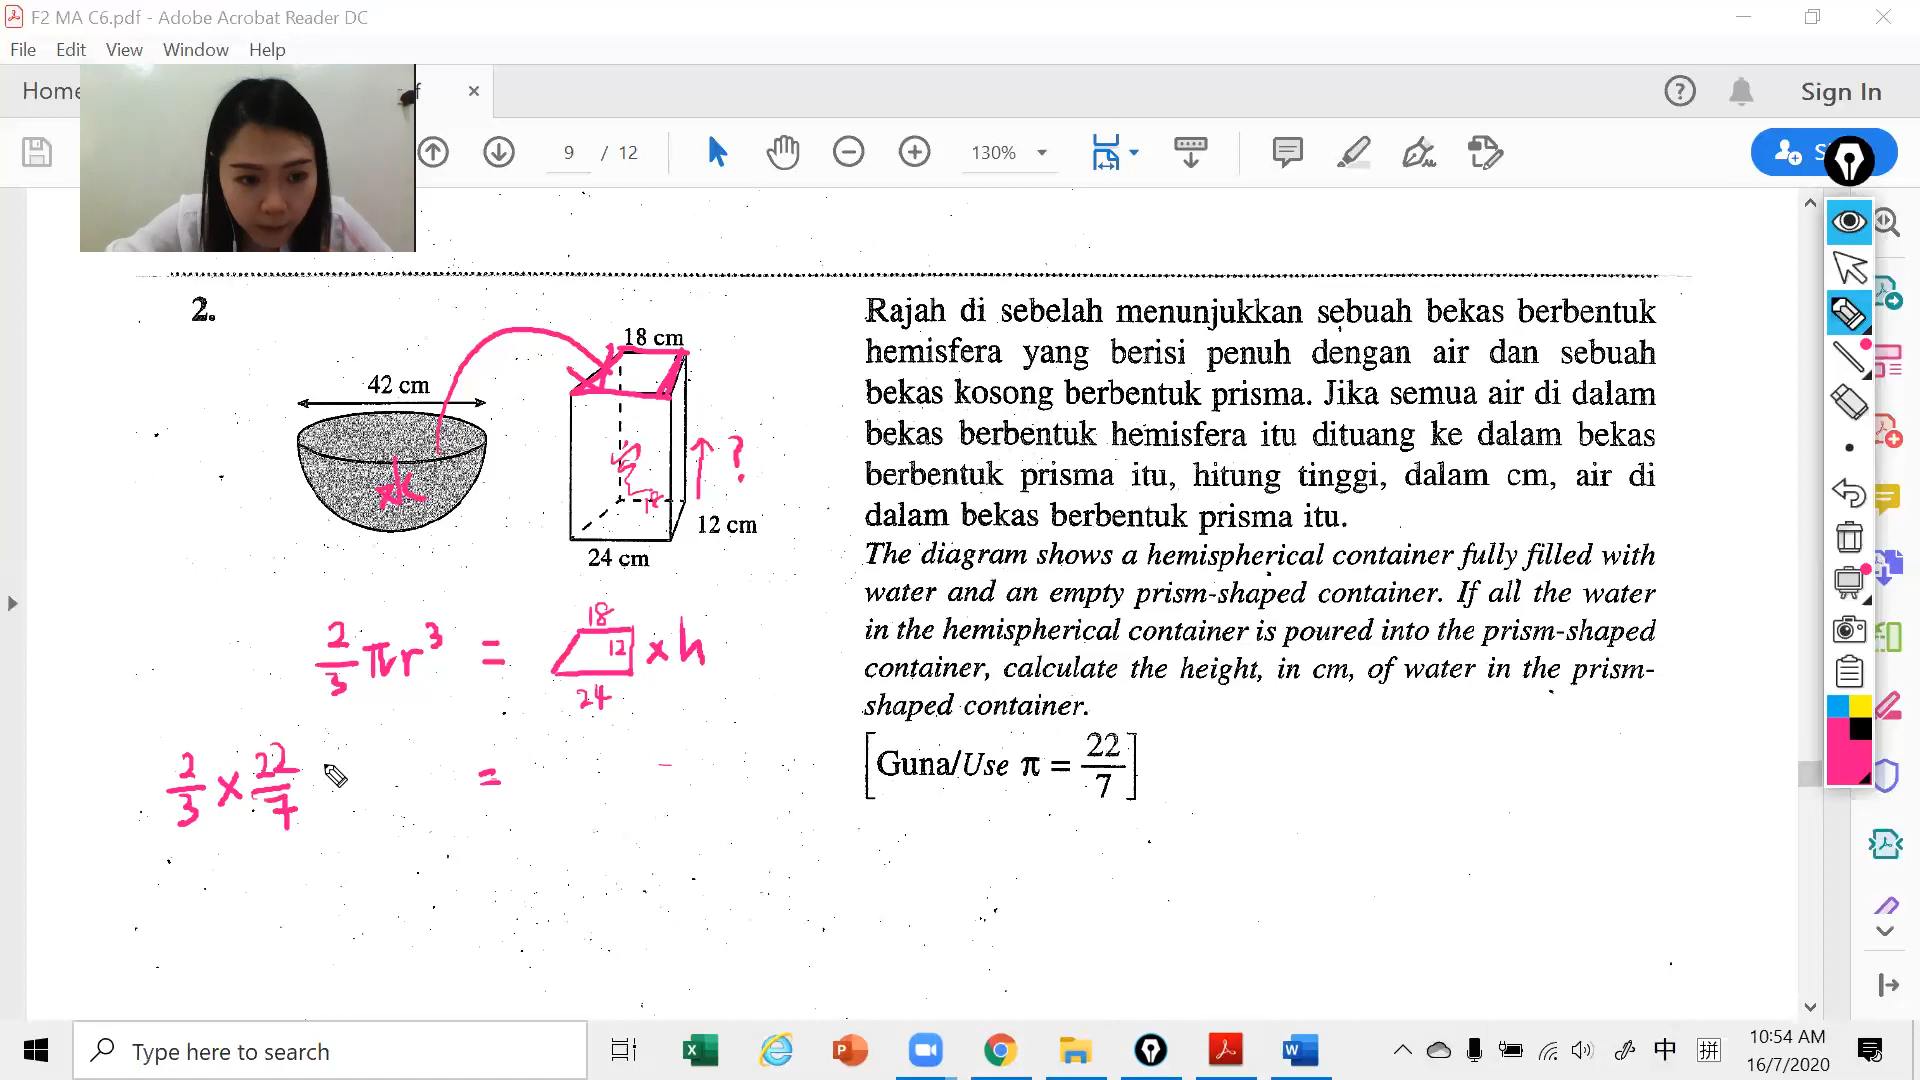 F2 MA C6.pdf - Adobe Acrobat Reader DC
File Edit View Window Help
Home
f
Sign In
9 / 12
130%
2.
18 cm
42 cm
?
12 cm
24 cm
Rajah di sebelah menunjukkan sebuah bekas berbentuk
hemisfera yang berisi penuh dengan air dan sebuah
bekas kosong berbentuk prisma. Jika semua air di dalam
bekas berbentuk hemisfera itu dituang ke dalam bekas
berbentuk prisma itu, hitung tinggi, dalam cm, air di
dalam bekas berbentuk prisma itu.
The diagram shows a hemispherical container fully filled with
water and an empty prism-shaped container. If all the water
in the hemispherical container is poured into the prism-shaped
container, calculate the height, in cm, of water in the prism-
shaped container.
[Guna/Use π = 22/7]
2/3 πr³ = 18 12 24 × h
2/3 × 22/7 =
Type here to search
中
拼
10:54 AM
16/7/2020